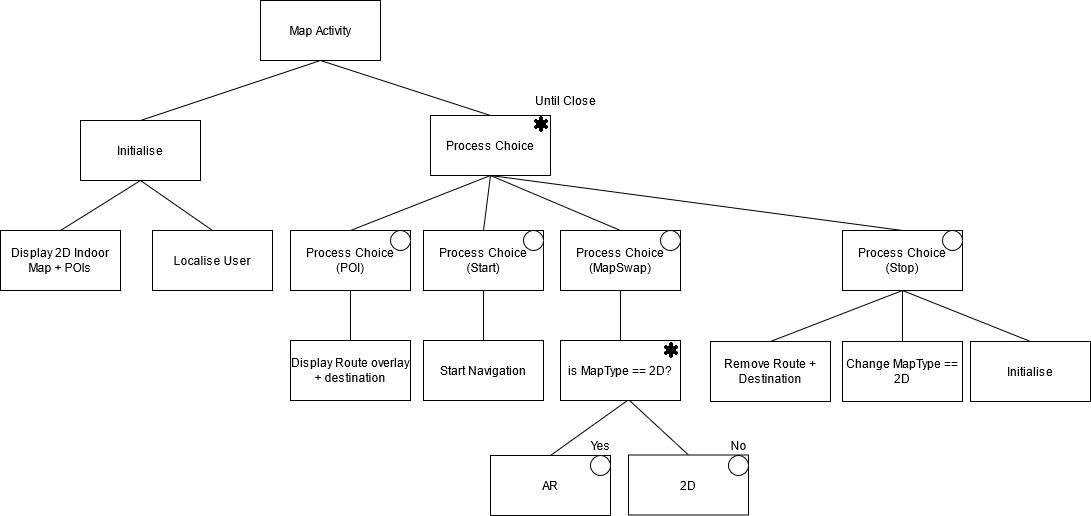 Map Activity
Until Close
Initialise
Process Choice
Display 2D Indoor
Map + POIs
Localise User
Process Choice
(POI)
Process Choice
(Start)
Process Choice
(MapSwap)
Process Choice
(Stop)
Display Route overlay
+ destination
Start Navigation
is MapType == 2D?
Remove Route +
Destination
Change MapType ==
2D
Initialise
Yes
No
AR
2D